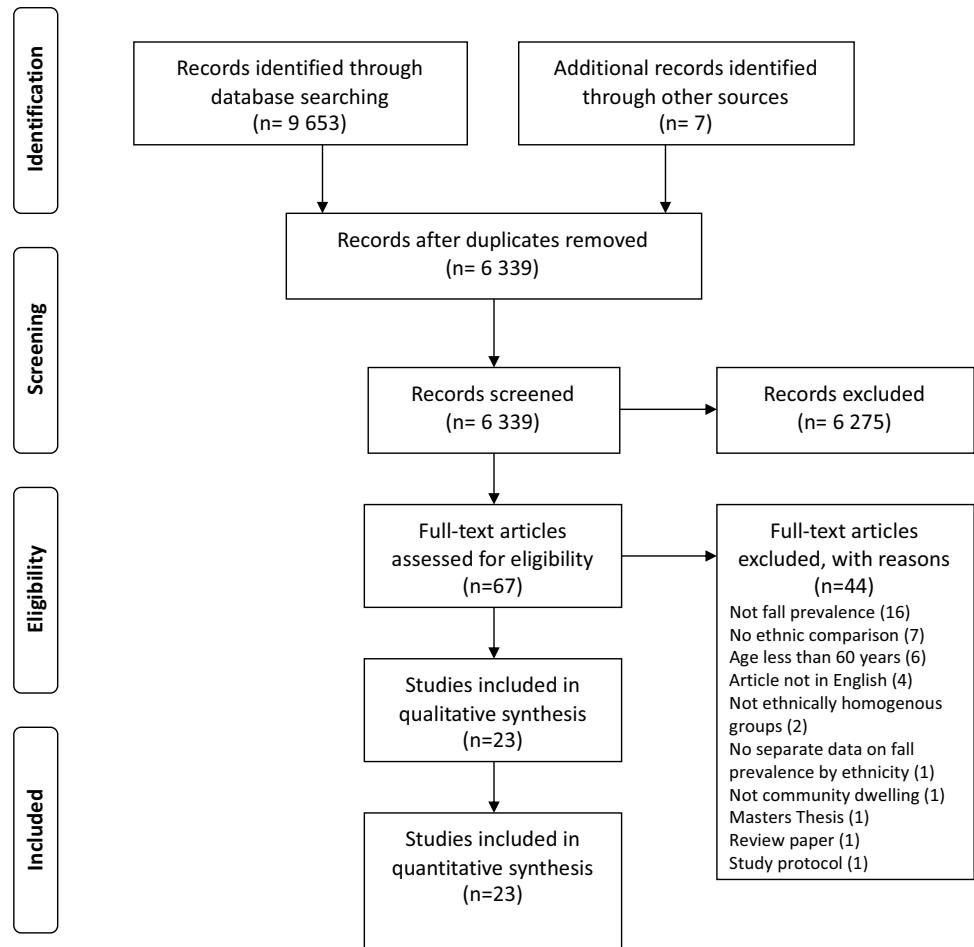 Identification
Records identified through
database searching
(n= 9 653)
Additional records identified
through other sources
(n= 7)
Records after duplicates removed
(n= 6 339)
Screening
Records screened
(n= 6 339)
Records excluded
(n= 6 275)
Eligibility
Full-text articles
assessed for eligibility
(n=67)
Full-text articles
excluded, with reasons
(n=44)
Not fall prevalence (16)
No ethnic comparison (7)
Age less than 60 years (6)
Article not in English (4)
Not ethnically homogenous
groups (2)
No separate data on fall
prevalence by ethnicity (1)
Not community dwelling (1)
Masters Thesis (1)
Review paper (1)
Study protocol (1)
Studies included in
qualitative synthesis
(n=23)
Included
Studies included in
quantitative synthesis
(n=23)